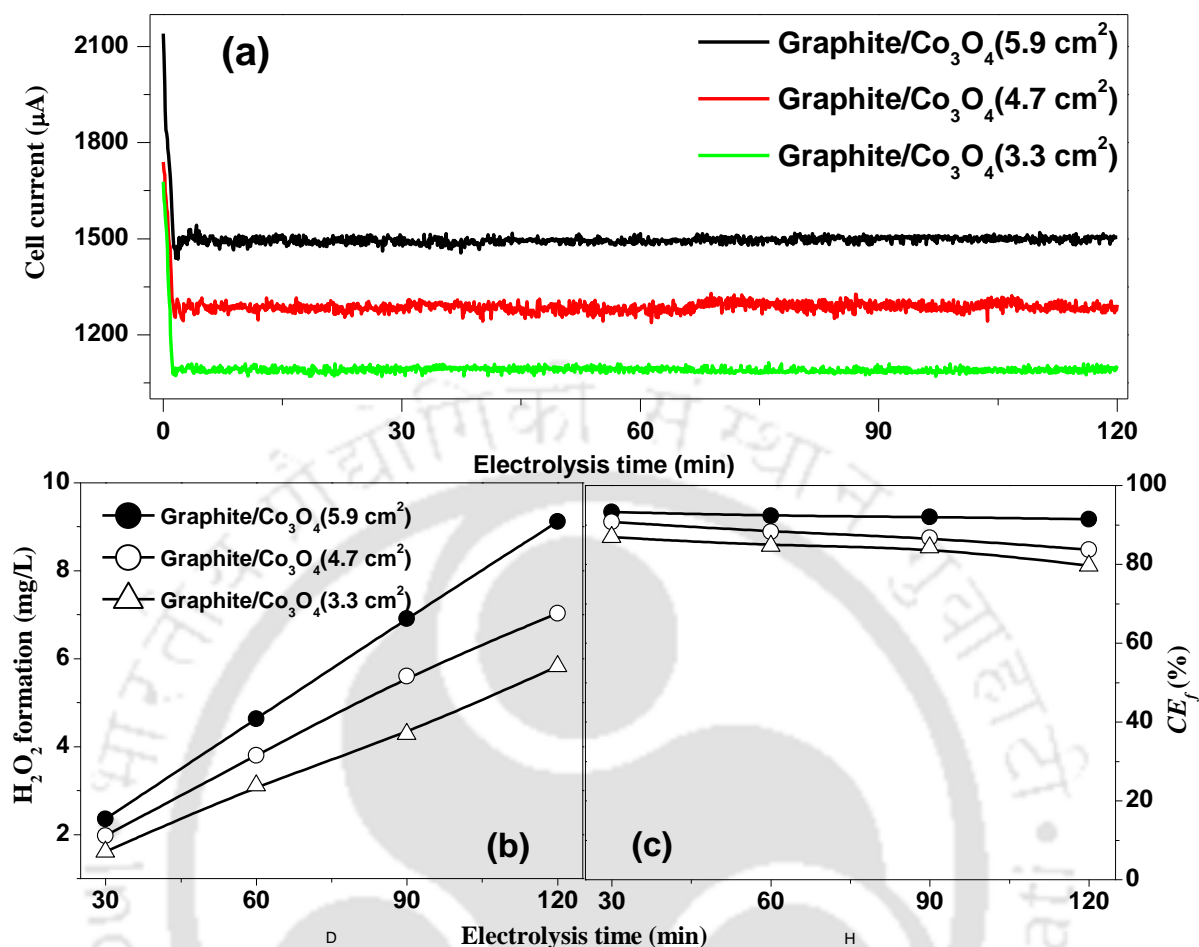 (a)
Graphite/Co₃O₄(5.9 cm²)
Graphite/Co₃O₄(4.7 cm²)
Graphite/Co₃O₄(3.3 cm²)
Cell current (µA)
2100
1800
1500
1200
0 30 60 90 120
Electrolysis time (min)
H₂O₂ formation (mg/L)
10
8
6
4
2
Graphite/Co₃O₄(5.9 cm²)
Graphite/Co₃O₄(4.7 cm²)
Graphite/Co₃O₄(3.3 cm²)
(b)
30 60 90 120
(c)
100
80
60
40
20
0
CE_f (%)
30 60 90 120
D
Electrolysis time (min)
H